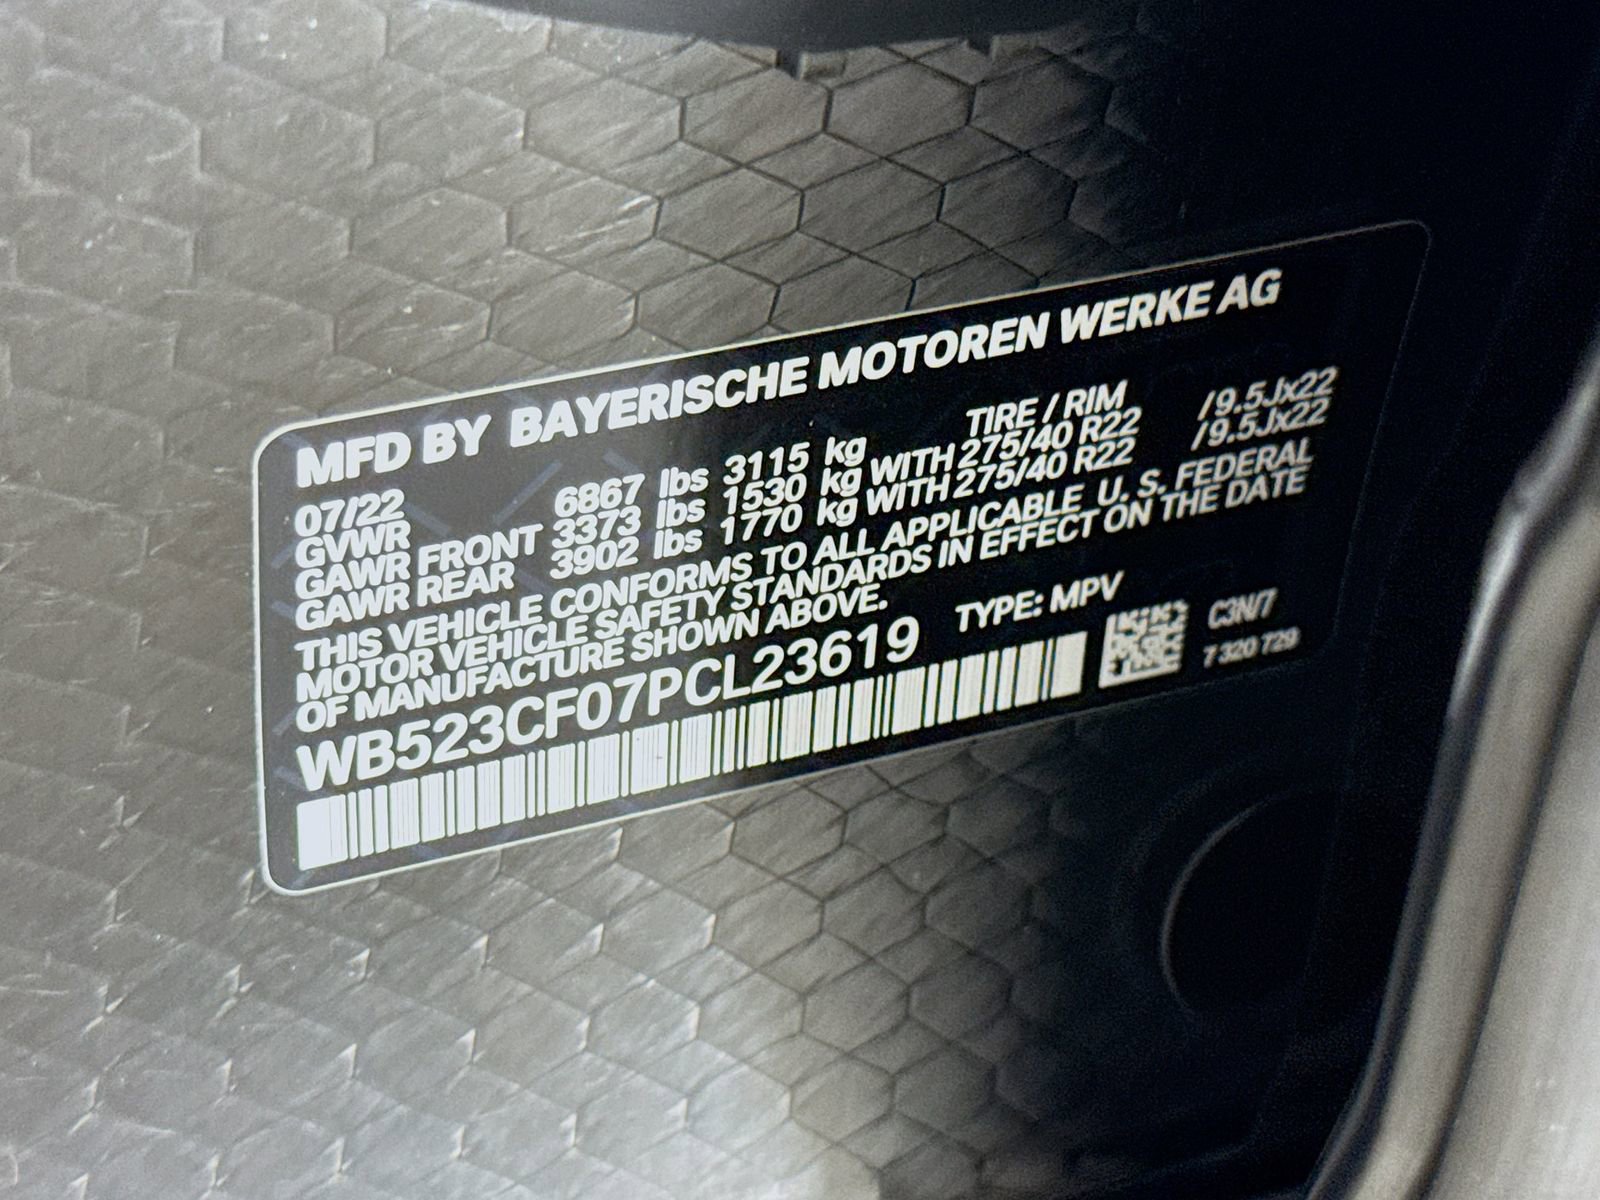 MFD BY BAYERISCHE MOTOREN WERKE AG
07/22 TIRE / RIM
GVWR 6867 lbs 3115 kg
GAWR FRONT 3373 lbs 1530 kg WITH 275/40 R22 /9.5Jx22
GAWR REAR 3902 lbs 1770 kg WITH 275/40 R22 /9.5Jx22
THIS VEHICLE CONFORMS TO ALL APPLICABLE U. S. FEDERAL
MOTOR VEHICLE SAFETY STANDARDS IN EFFECT ON THE DATE
OF MANUFACTURE SHOWN ABOVE.
WB523CF07PCL23619 TYPE: MPV
C3N/7
7 320 729